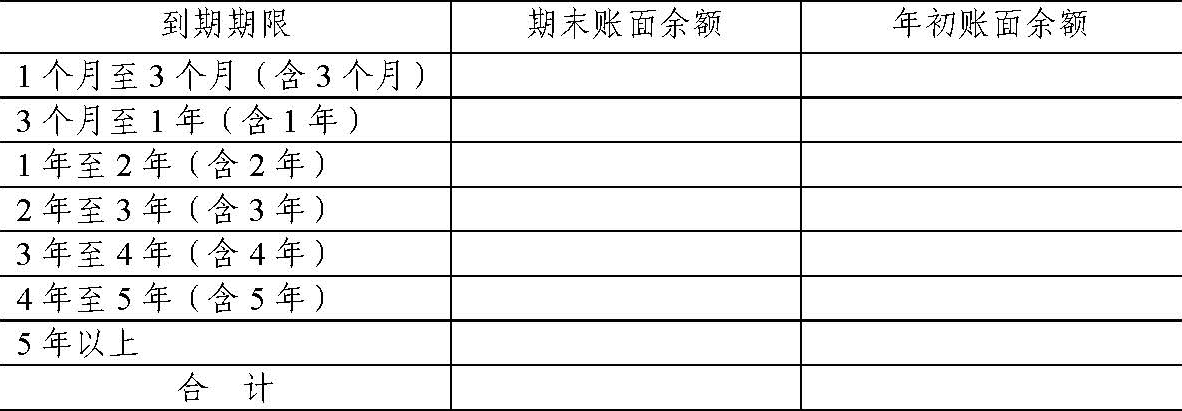 到期期限 期末账面余额 年初账面余额
1个月至3个月（含3个月）
3个月至1年（含1年）
1年至2年（含2年）
2年至3年（含3年）
3年至4年（含4年）
4年至5年（含5年）
5年以上
合 计